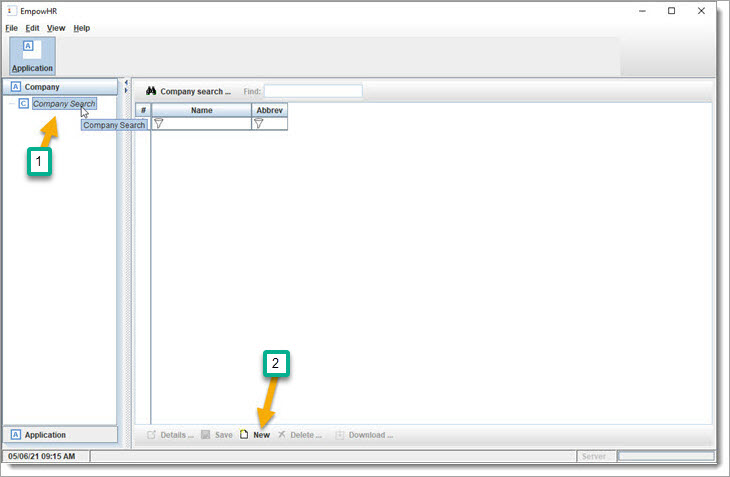 EmpowHR
File Edit View Help
A
Application
A Company
Company search ... Find:
C Company Search
# Name Abbrev
Company Search
1
2
Details ... Save New Delete ... Download ...
A Application
05/06/21 09:15 AM Server